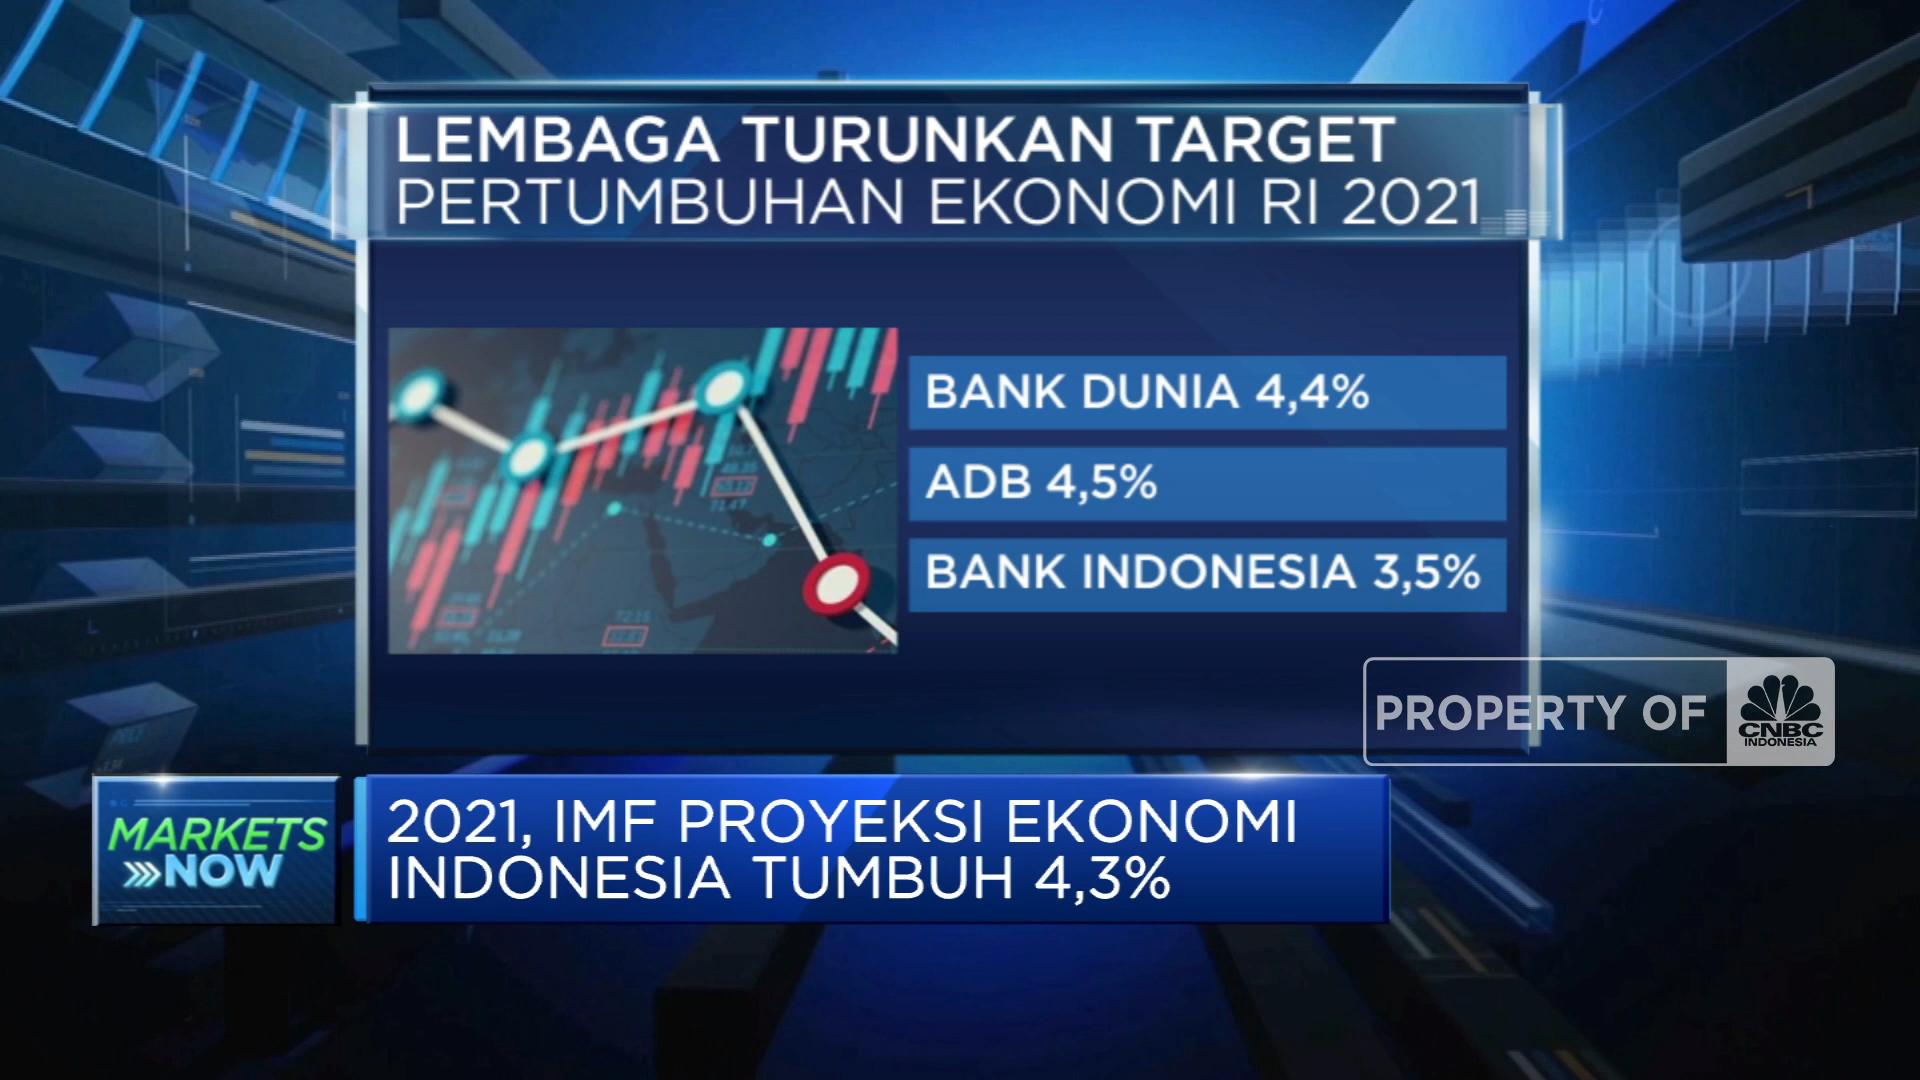 LEMBAGA TURUNKAN TARGET
PERTUMBUHAN EKONOMI RI 2021
BANK DUNIA 4,4%
ADB 4,5%
BANK INDONESIA 3,5%
PROPERTY OF
CNBC
INDONESIA
MARKETS
NOW
2021, IMF PROYEKSI EKONOMI
INDONESIA TUMBUH 4,3%